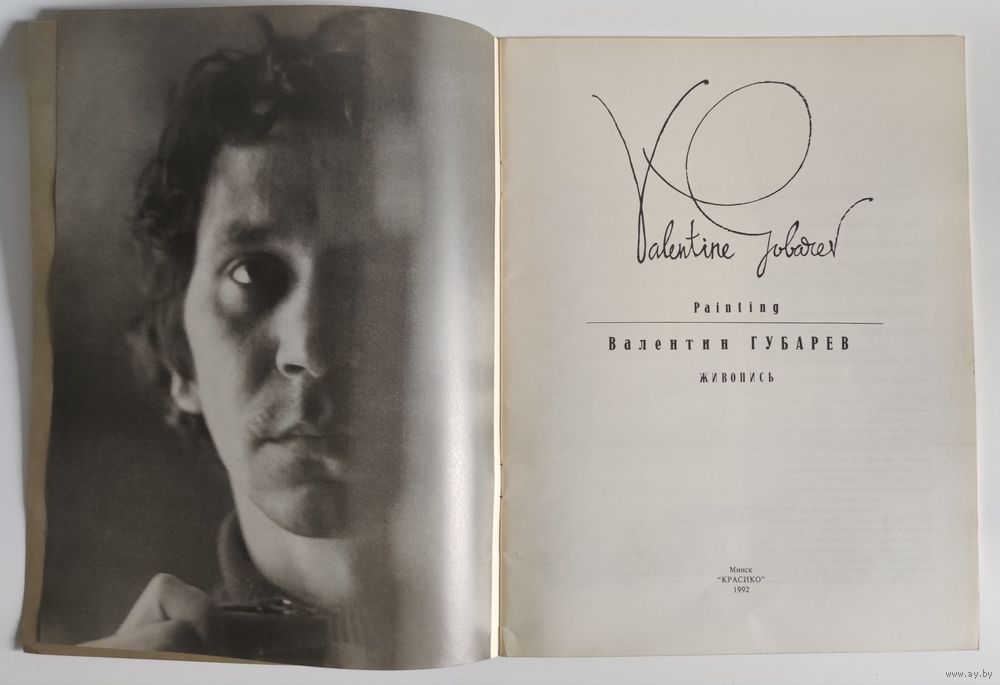 Valentine Gobarev
Painting
Валентин ГУБАРЕВ
живопись
Минск
"КРАСИКО"
1992
www.ay.by